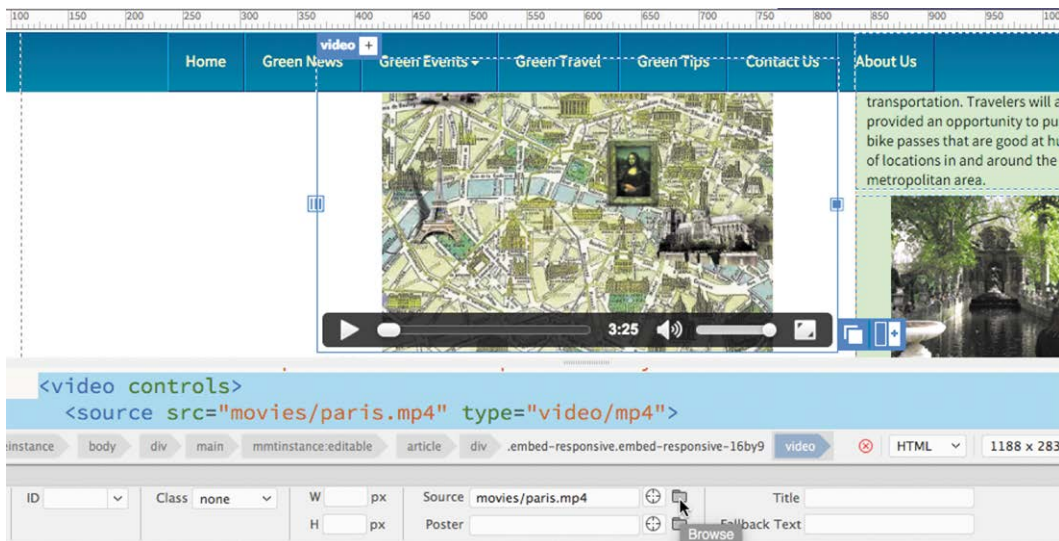 100 150 200 250 300 350 400 450 500 550 600 650 700 750 800 850 900 950
video +
Home Green News Green Events Green Travel Green Tips Contact Us About Us
transportation. Travelers will
provided an opportunity to
bike passes that are good at
of locations in and around the
metropolitan area.
3:25
<video controls>
<source src="movies/paris.mp4" type="video/mp4">
body div main mmtinstance:editable article div .embed-responsive.embed-responsive-16by9 video HTML 1188 x 283
ID Class none W px Source movies/paris.mp4 Title
H px Poster Fallback Text
Browse